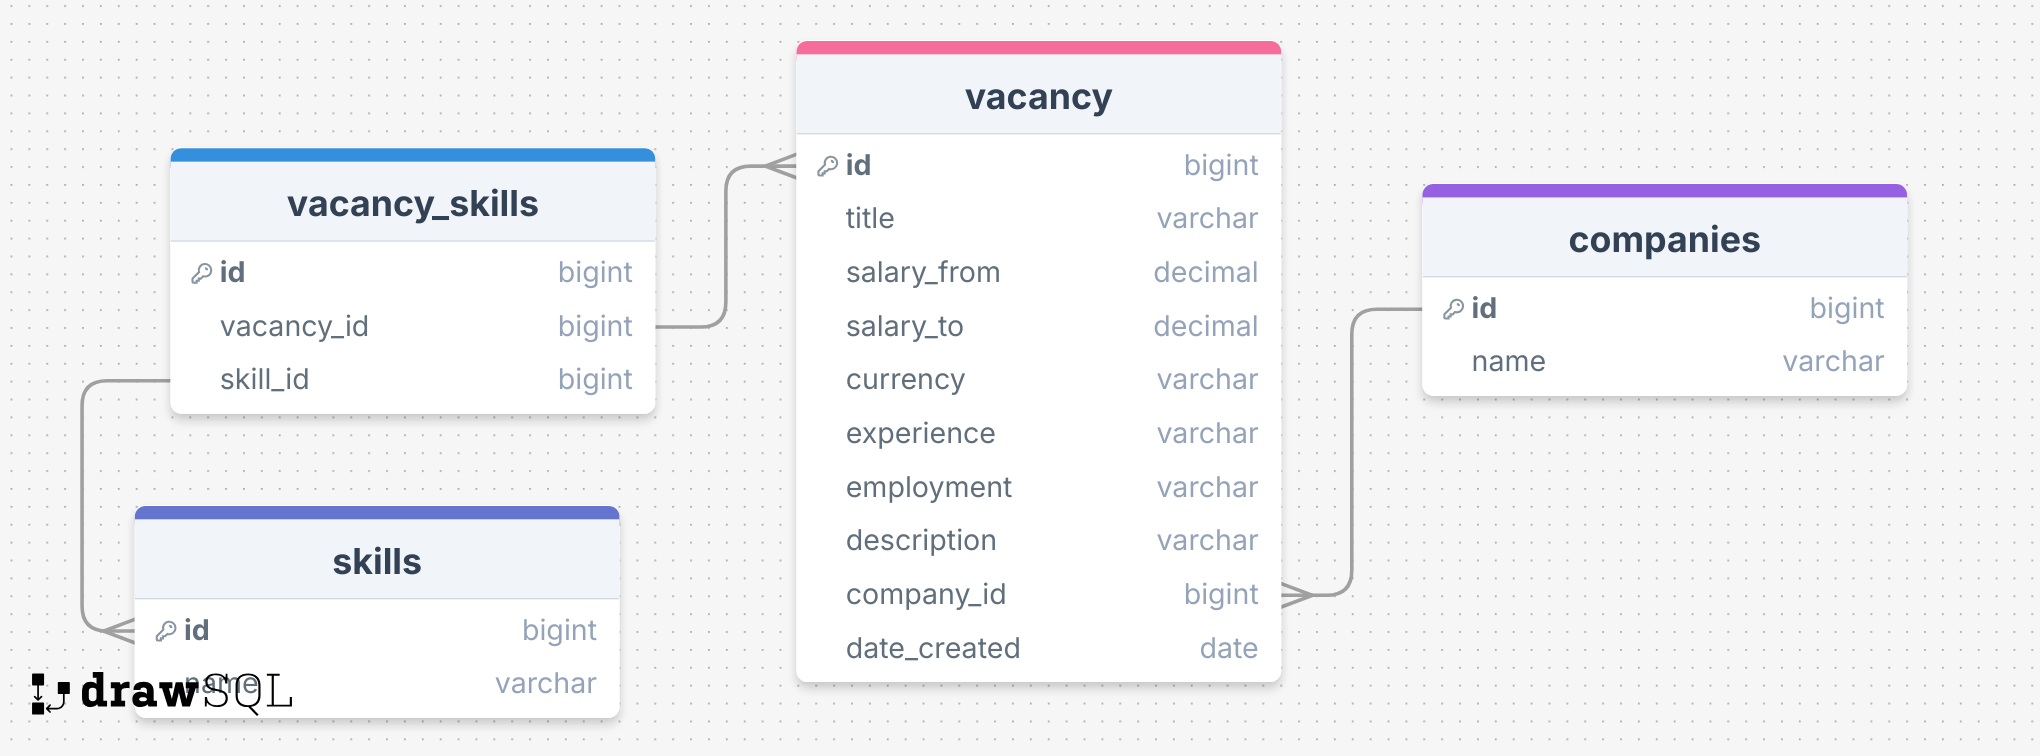 vacancy_skills
id bigint
vacancy_id bigint
skill_id bigint
skills
id bigint
name varchar
drawSQL
vacancy
id bigint
title varchar
salary_from decimal
salary_to decimal
currency varchar
experience varchar
employment varchar
description varchar
company_id bigint
date_created date
companies
id bigint
name varchar